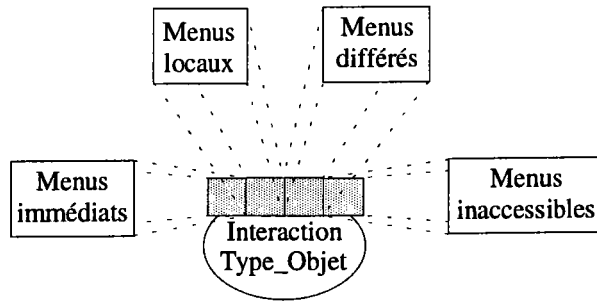 Menus
locaux
Menus
différés
Menus
immédiats
Menus
inaccessibles
Interaction
Type_Objet